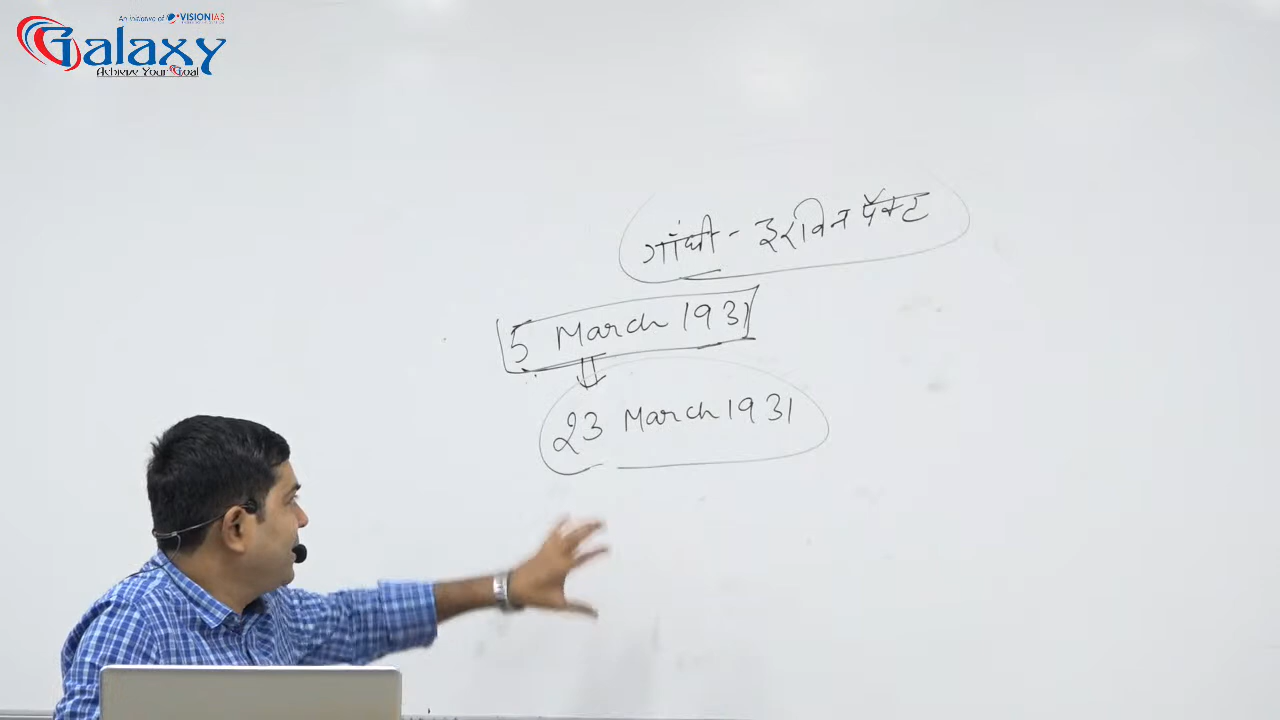 An initiative of VISIONIAS
Galaxy
Achieve Your Goal
गांधी - इरविन पैक्ट
5 March 1931
23 March 1931